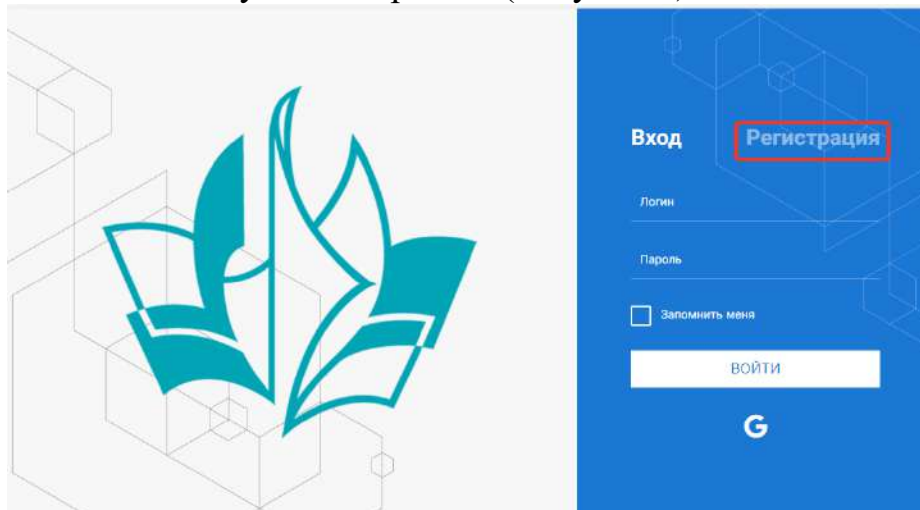 Вход Регистрация
Логин
Пароль
Запомнить меня
ВОЙТИ
G